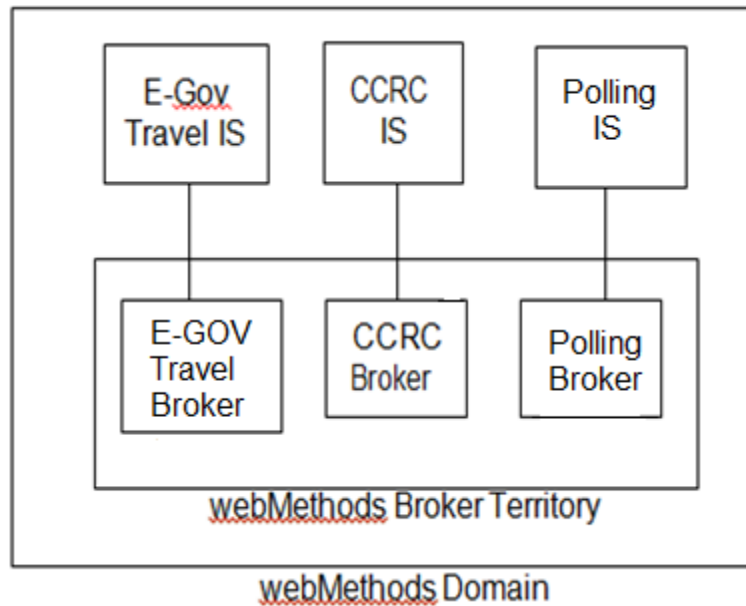 E-Gov
Travel IS
CCRC
IS
Polling
IS
E-GOV
Travel
Broker
CCRC
Broker
Polling
Broker
webMethods Broker Territory
webMethods Domain